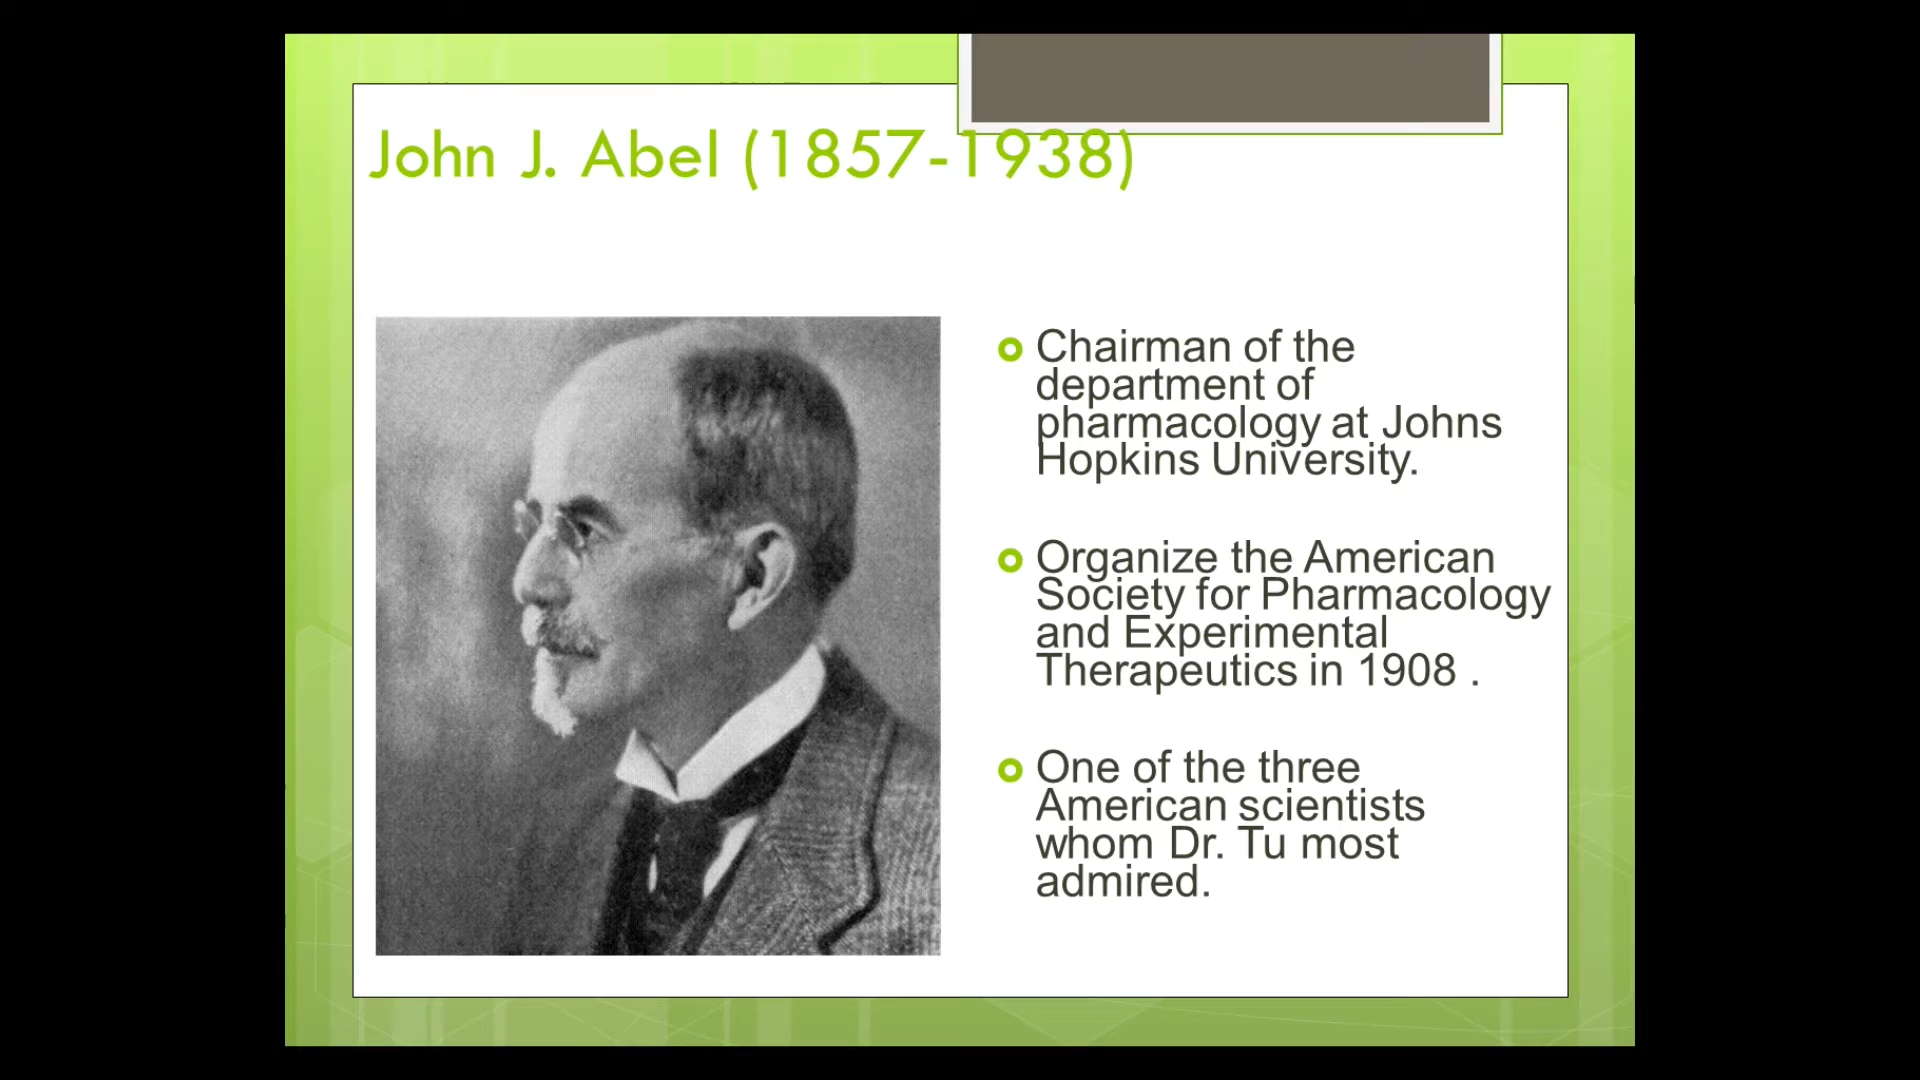 John J. Abel (1857-1938)
Chairman of the
department of
pharmacology at Johns
Hopkins University.
Organize the American
Society for Pharmacology
and Experimental
Therapeutics in 1908 .
One of the three
American scientists
whom Dr. Tu most
admired.